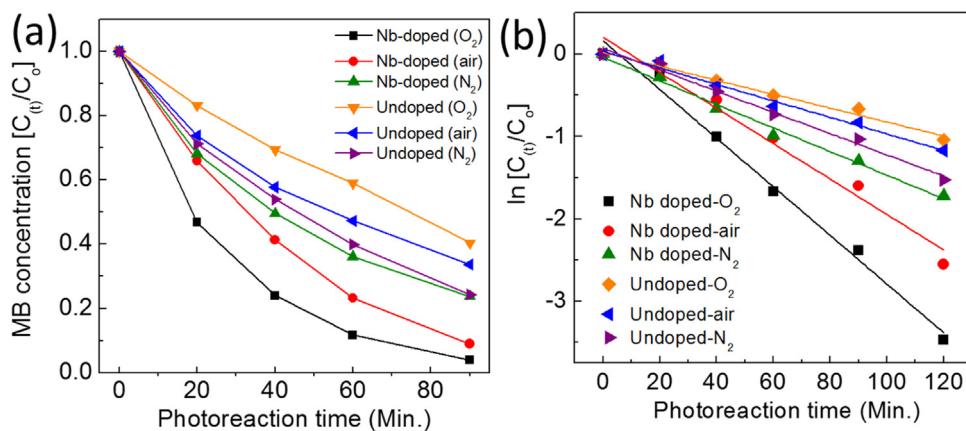 (a)
MB concentration [C(t)/Co]
1.0
0.8
0.6
0.4
0.2
0.0
0 20 40 60 80
Photoreaction time (Min.)
Nb-doped (O2)
Nb-doped (air)
Nb-doped (N2)
Undoped (O2)
Undoped (air)
Undoped (N2)
(b)
ln [C(t)/Co]
0
-1
-2
-3
0 20 40 60 80 100 120
Photoreaction time (Min.)
Nb doped-O2
Nb doped-air
Nb doped-N2
Undoped-O2
Undoped-air
Undoped-N2